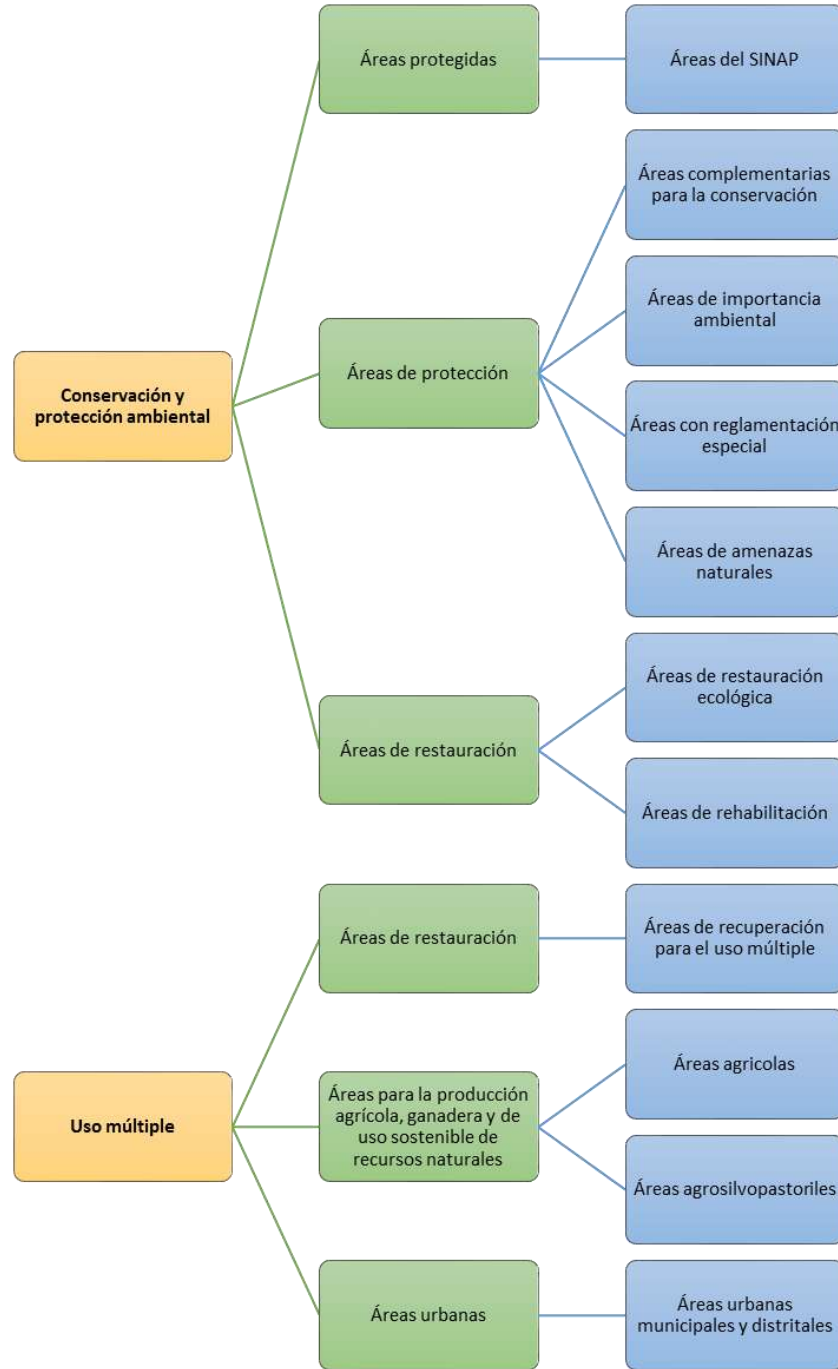 Áreas protegidas
Áreas del SINAP
Áreas complementarias
para la conservación
Áreas de importancia
ambiental
Conservación y
protección ambiental
Áreas de protección
Áreas con reglamentación
especial
Áreas de amenazas
naturales
Áreas de restauración
ecológica
Áreas de restauración
Áreas de rehabilitación
Áreas de restauración
Áreas de recuperación
para el uso múltiple
Uso múltiple
Áreas para la producción
agrícola, ganadera y de
uso sostenible de
recursos naturales
Áreas agricolas
Áreas agrosilvopastoriles
Áreas urbanas
Áreas urbanas
municipales y distritales